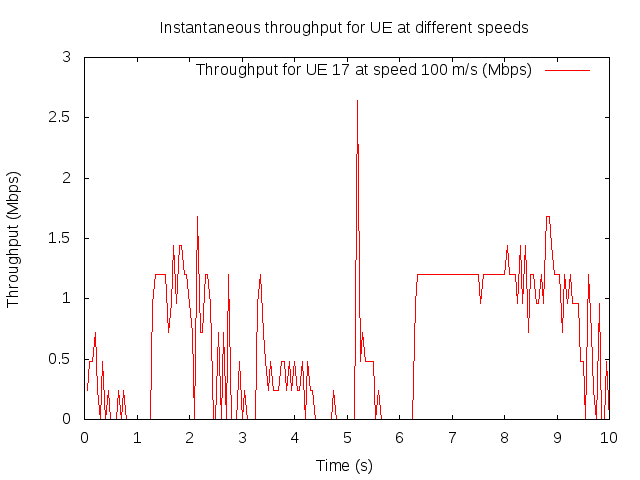 Instantaneous throughput for UE at different speeds
Throughput for UE 17 at speed 100 m/s (Mbps)
Throughput (Mbps)
3
2.5
2
1.5
1
0.5
0
0 1 2 3 4 5 6 7 8 9 10
Time (s)